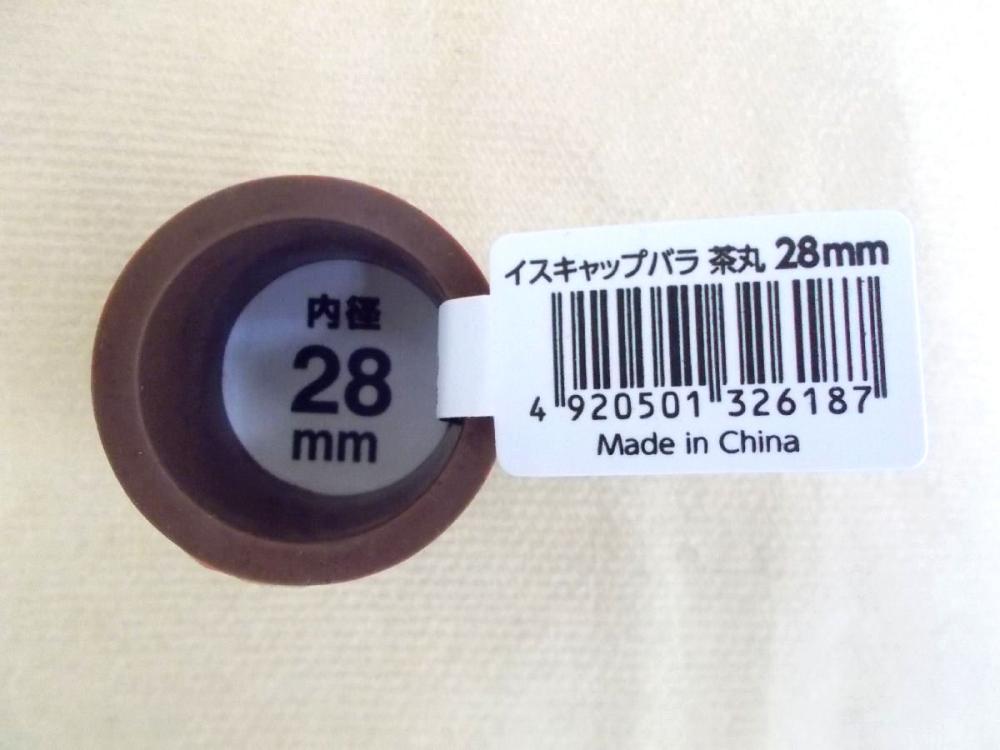 内径
28
mm
イスキャップバラ 茶丸 28mm
4 920501 326187
Made in China